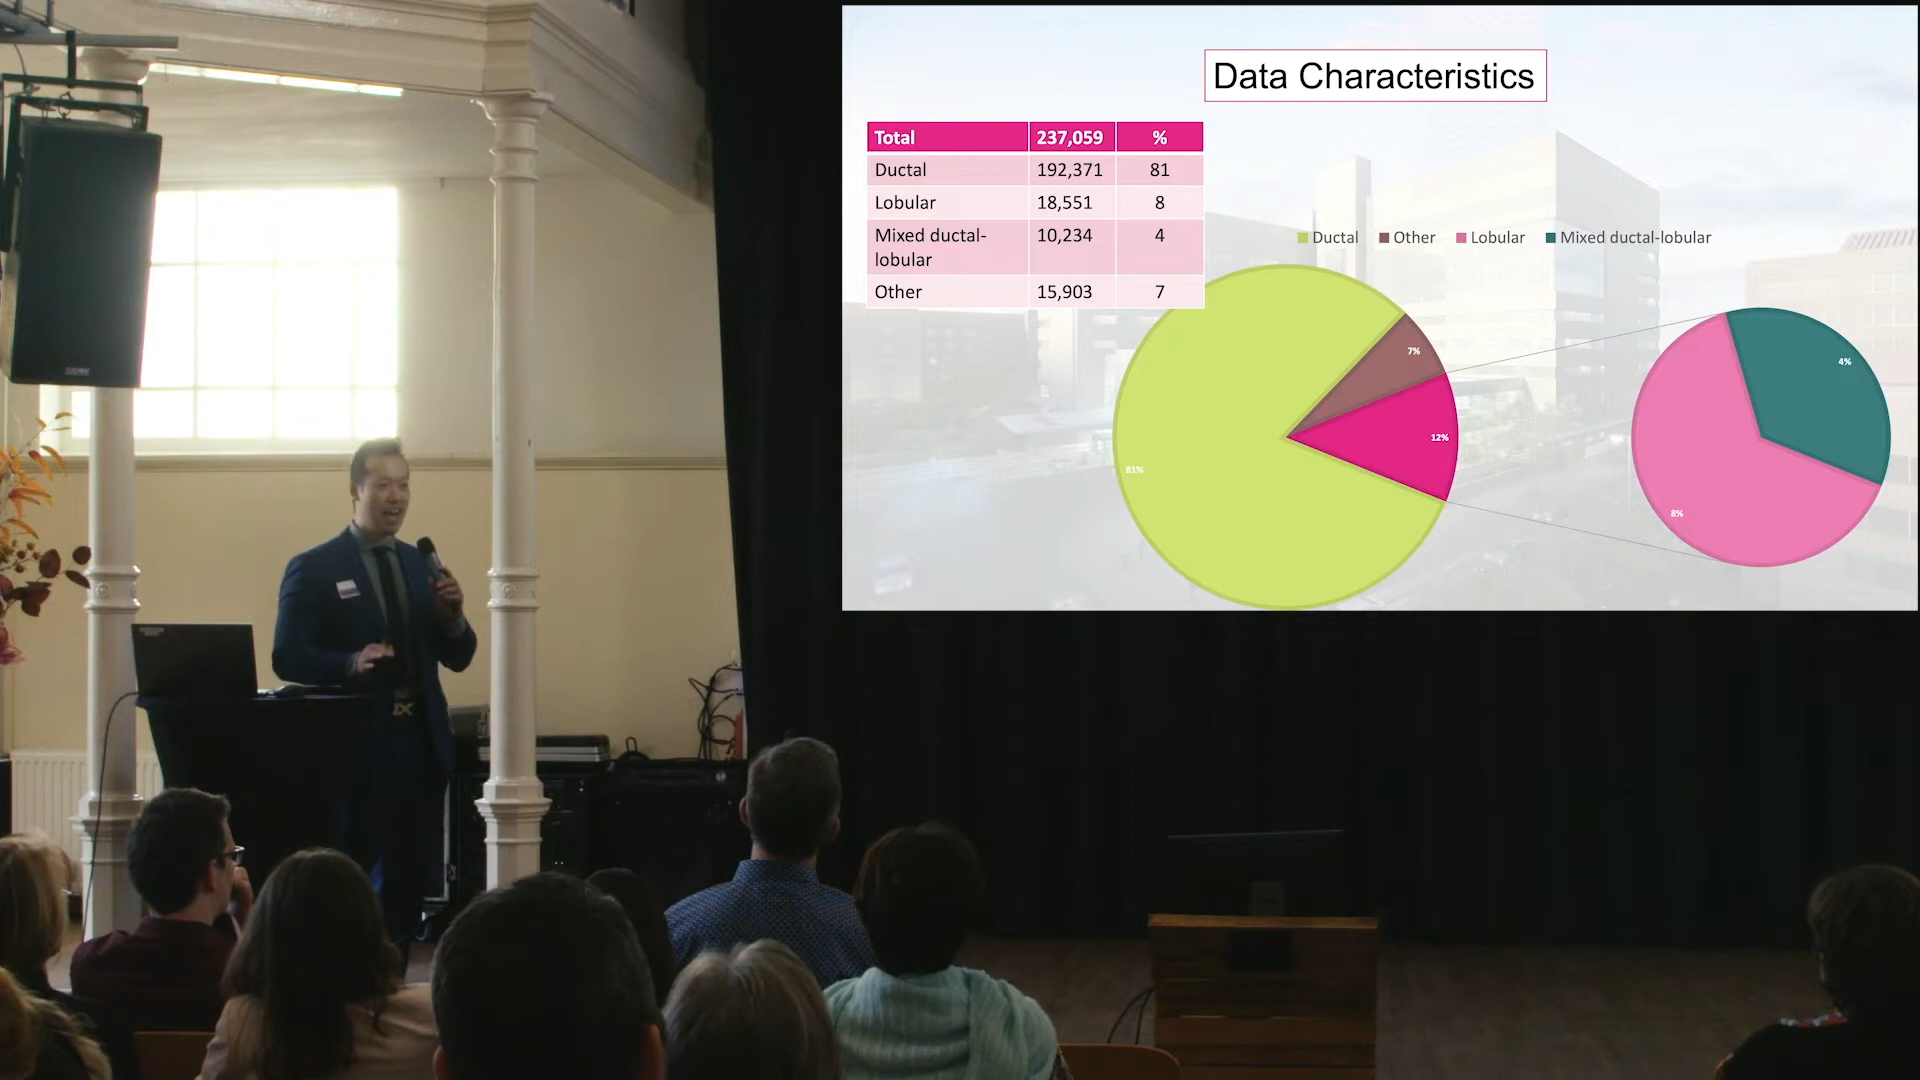 Data Characteristics
Total 237,059 %
Ductal 192,371 81
Lobular 18,551 8
Mixed ductal-
lobular 10,234 4
Other 15,903 7
Ductal Other Lobular Mixed ductal-lobular
7%
12%
81%
4%
8%